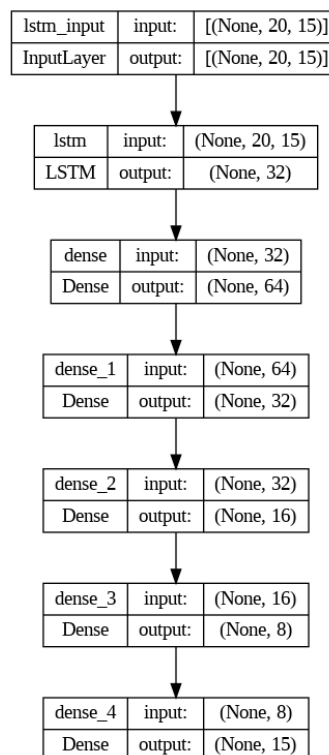 lstm_input input: [(None, 20, 15)]
InputLayer output: [(None, 20, 15)]
lstm input: (None, 20, 15)
LSTM output: (None, 32)
dense input: (None, 32)
Dense output: (None, 64)
dense_1 input: (None, 64)
Dense output: (None, 32)
dense_2 input: (None, 32)
Dense output: (None, 16)
dense_3 input: (None, 16)
Dense output: (None, 8)
dense_4 input: (None, 8)
Dense output: (None, 15)